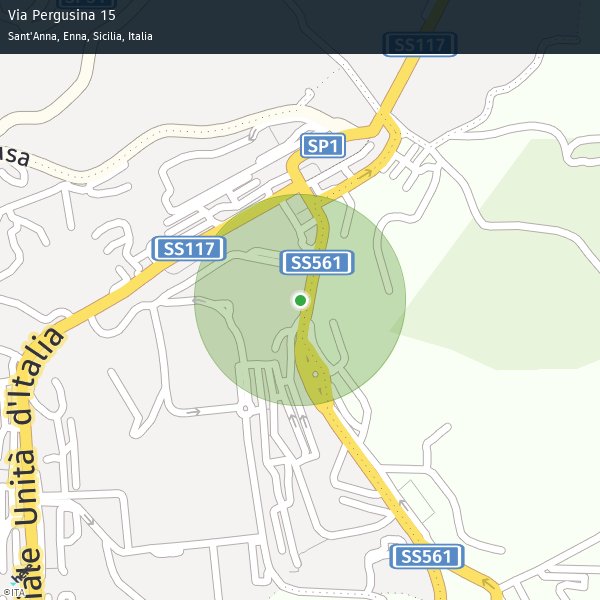 Via Pergusina 15
Sant'Anna, Enna, Sicilia, Italia
SS117
SP1
usa
SS117
SS561
Viale Unità d'Italia
SS561
©ITA